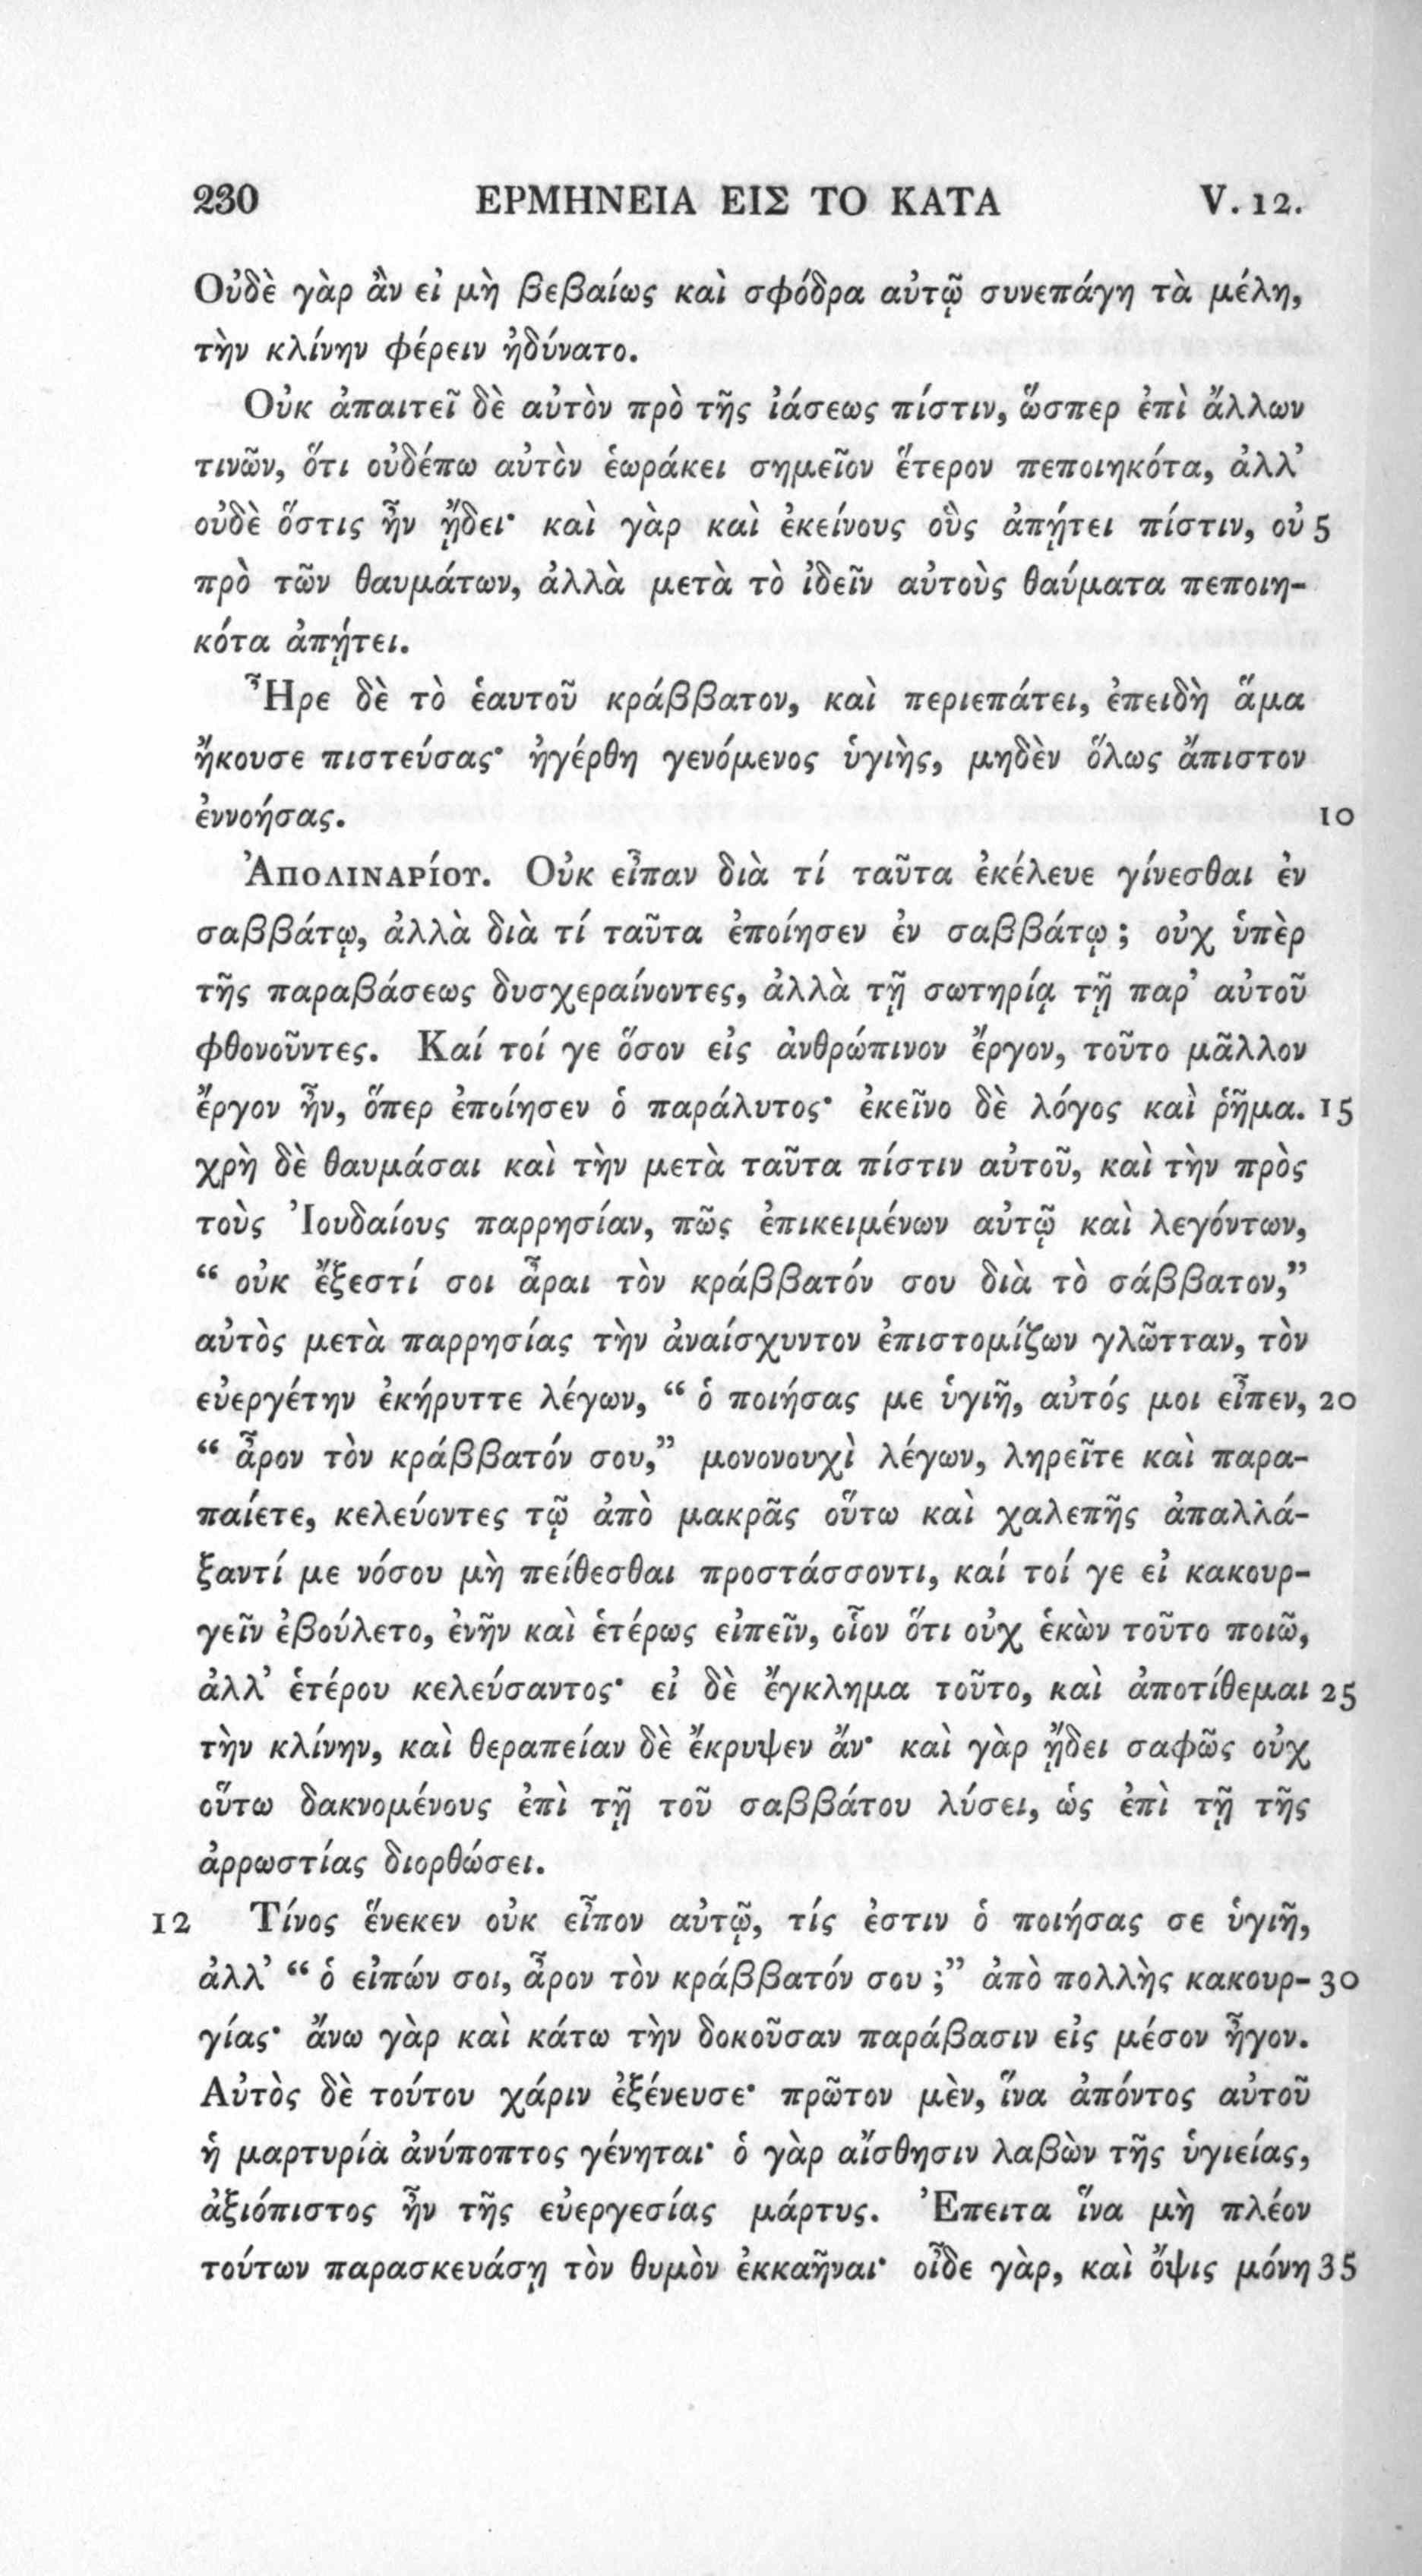 230 ΕΡΜΗΝΕΙΑ ΕΙΣ ΤΟ ΚΑΤΑ V. 12.
Οὐδὲ γὰρ ἂν εἰ μὴ βεβαίως καὶ σφόδρα αὐτῷ συνεπάγη τὰ μέλη,
τὴν κλίνην φέρειν ἠδύνατο.
Οὐκ ἀπαιτεῖ δὲ αὐτὸν πρὸ τῆς ἰάσεως πίστιν, ὥσπερ ἐπὶ ἄλλων
τινῶν, ὅτι οὐδέπω αὐτὸν ἑωράκει σημεῖον ἕτερον πεποιηκότα, ἀλλ’
οὐδὲ ὅστις ἦν ᾔδει· καὶ γὰρ καὶ ἐκείνους οὓς ἀπῄτει πίστιν, οὐ 5
πρὸ τῶν θαυμάτων, ἀλλὰ μετὰ τὸ ἰδεῖν αὐτοὺς θαύματα πεποιη-
κότα ἀπῄτει.
Ἦρε δὲ τὸ ἑαυτοῦ κράββατον, καὶ περιεπάτει, ἐπειδὴ ἅμα
ἤκουσε πιστεύσας· ἠγέρθη γενόμενος ὑγιὴς, μηδὲν ὅλως ἄπιστον
ἐννοήσας. 10
Ἀπολιναρίου. Οὐκ εἶπαν διὰ τί ταῦτα ἐκέλευε γίνεσθαι ἐν
σαββάτῳ, ἀλλὰ διὰ τί ταῦτα ἐποίησεν ἐν σαββάτῳ; οὐχ ὑπὲρ
τῆς παραβάσεως δυσχεραίνοντες, ἀλλὰ τῇ σωτηρίᾳ τῇ παρ’ αὐτοῦ
φθονοῦντες. Καί τοί γε ὅσον εἰς ἀνθρώπινον ἔργον, τοῦτο μᾶλλον
ἔργον ἦν, ὅπερ ἐποίησεν ὁ παράλυτος· ἐκεῖνο δὲ λόγος καὶ ῥῆμα. 15
χρὴ δὲ θαυμάσαι καὶ τὴν μετὰ ταῦτα πίστιν αὐτοῦ, καὶ τὴν πρὸς
τοὺς Ἰουδαίους παρρησίαν, πῶς ἐπικειμένων αὐτῷ καὶ λεγόντων,
“ οὐκ ἔξεστί σοι ἆραι τὸν κράββατόν σου διὰ τὸ σάββατον,”
αὐτὸς μετὰ παρρησίας τὴν ἀναίσχυντον ἐπιστομίζων γλῶτταν, τὸν
εὐεργέτην ἐκήρυττε λέγων, “ ὁ ποιήσας με ὑγιῆ, αὐτός μοι εἶπεν, 20
“ ἆρον τὸν κράββατόν σου,” μονονουχὶ λέγων, ληρεῖτε καὶ παρα-
παίετε, κελεύοντες τῷ ἀπὸ μακρᾶς οὕτω καὶ χαλεπῆς ἀπαλλά-
ξαντί με νόσου μὴ πείθεσθαι προστάσσοντι, καί τοί γε εἰ κακουρ-
γεῖν ἐβούλετο, ἐνῆν καὶ ἑτέρως εἰπεῖν, οἷον ὅτι οὐχ ἑκὼν τοῦτο ποιῶ,
ἀλλ’ ἑτέρου κελεύσαντος· εἰ δὲ ἔγκλημα τοῦτο, καὶ ἀποτίθεμαι 25
τὴν κλίνην, καὶ θεραπείαν δὲ ἔκρυψεν ἄν· καὶ γὰρ ᾔδει σαφῶς οὐχ
οὕτω δακνομένους ἐπὶ τῇ τοῦ σαββάτου λύσει, ὡς ἐπὶ τῇ τῆς
ἀρρωστίας διορθώσει.
12 Τίνος ἕνεκεν οὐκ εἶπον αὐτῷ, τίς ἐστιν ὁ ποιήσας σε ὑγιῆ,
ἀλλ’ “ ὁ εἰπών σοι, ἆρον τὸν κράββατόν σου ;” ἀπὸ πολλὴς κακουρ- 30
γίας· ἄνω γὰρ καὶ κάτω τὴν δοκοῦσαν παράβασιν εἰς μέσον ἦγον.
Αὐτὸς δὲ τούτου χάριν ἐξένευσε· πρῶτον μὲν, ἵνα ἀπόντος αὐτοῦ
ἡ μαρτυρία ἀνύποπτος γένηται· ὁ γὰρ αἴσθησιν λαβὼν τῆς ὑγιείας,
ἀξιόπιστος ἦν τῆς εὐεργεσίας μάρτυς. Ἔπειτα ἵνα μὴ πλέον
τούτων παρασκευάσῃ τὸν θυμὸν ἐκκαῆναι· οἶδε γὰρ, καὶ ὄψις μόνη 35